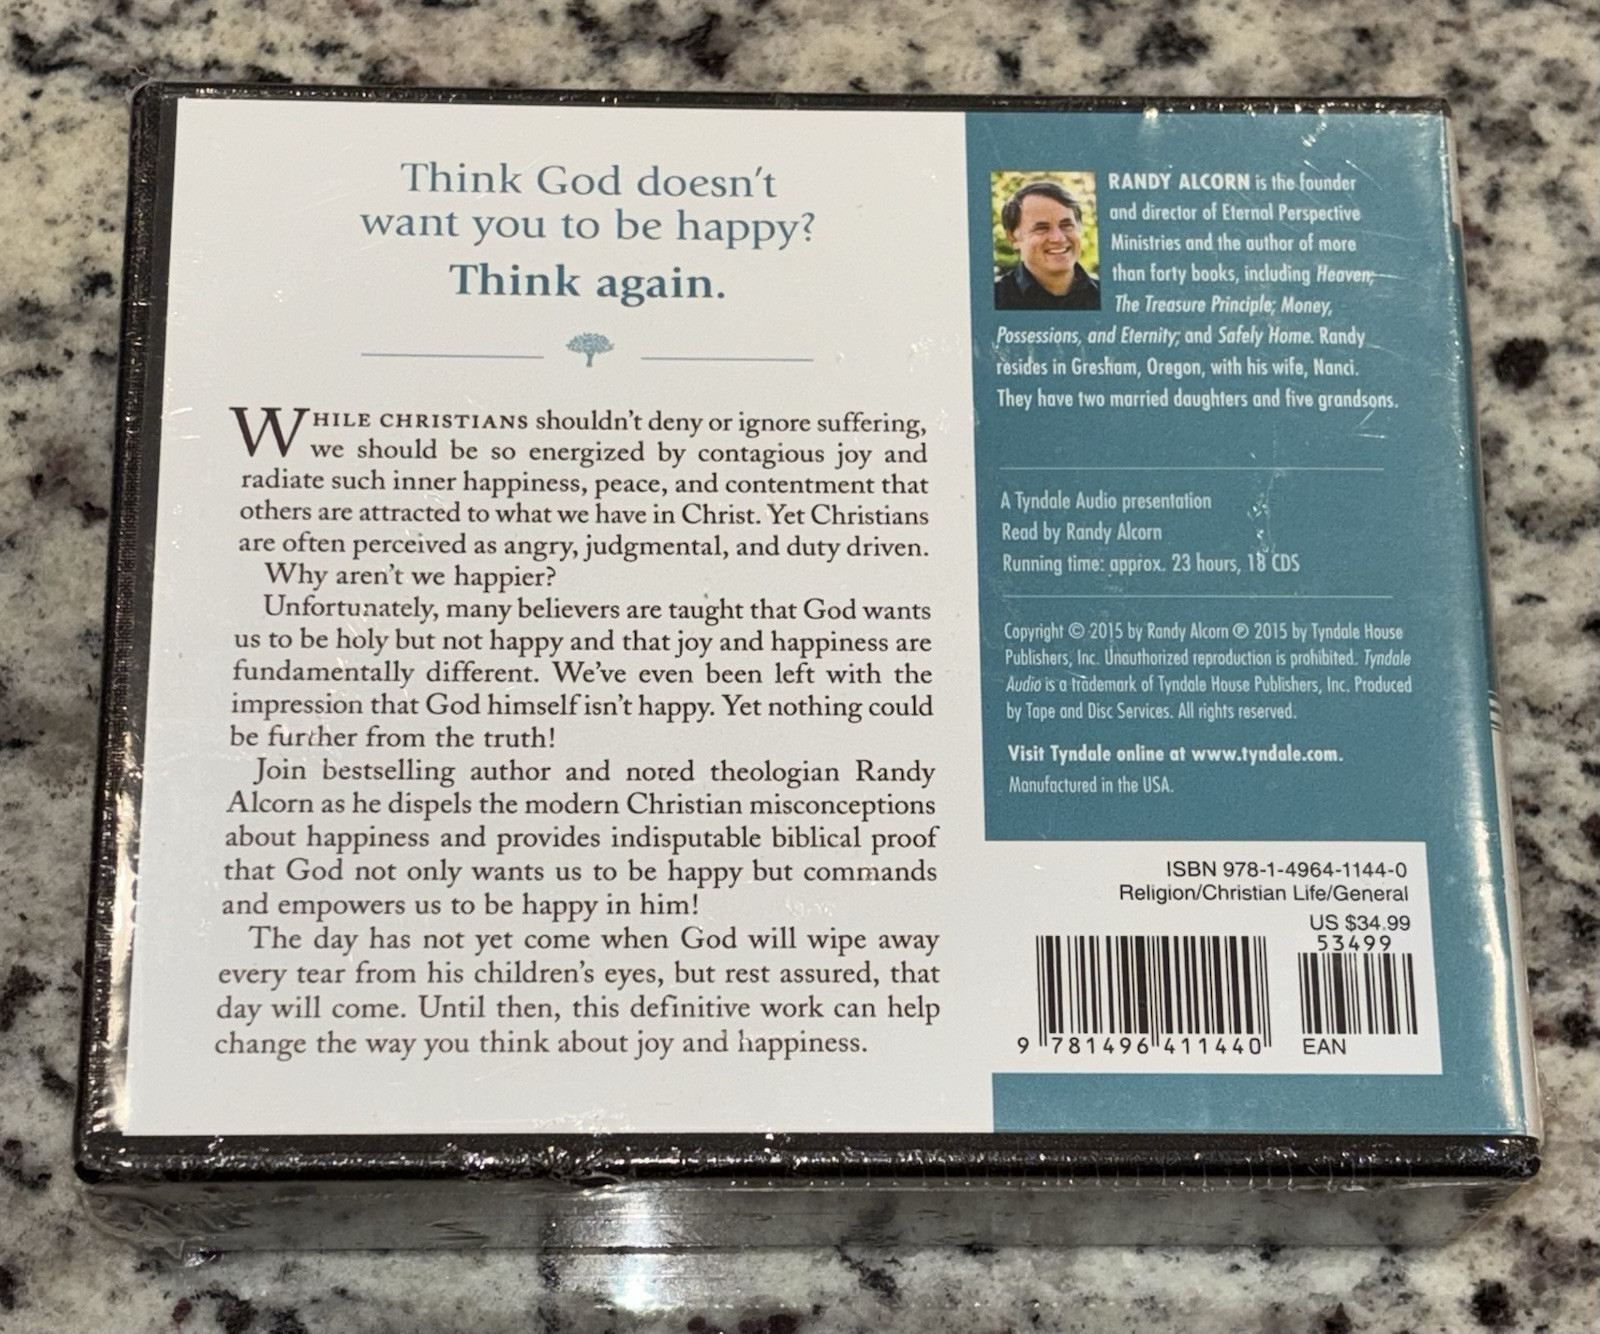 Think God doesn't
want you to be happy?
Think again.
WHILE CHRISTIANS shouldn't deny or ignore suffering,
we should be so energized by contagious joy and
radiate such inner happiness, peace, and contentment that
others are attracted to what we have in Christ. Yet Christians
are often perceived as angry, judgmental, and duty driven.
Why aren't we happier?
Unfortunately, many believers are taught that God wants
us to be holy but not happy and that joy and happiness are
fundamentally different. We've even been left with the
impression that God himself isn't happy. Yet nothing could
be further from the truth!
Join bestselling author and noted theologian Randy
Alcorn as he dispels the modern Christian misconceptions
about happiness and provides indisputable biblical proof
that God not only wants us to be happy but commands
and empowers us to be happy in him!
The day has not yet come when God will wipe away
every tear from his children's eyes, but rest assured, that
day will come. Until then, this definitive work can help
change the way you think about joy and happiness.
RANDY ALCORN is the founder
and director of Eternal Perspective
Ministries and the author of more
than forty books, including Heaven;
The Treasure Principle; Money,
Possessions, and Eternity; and Safely Home. Randy
resides in Gresham, Oregon, with his wife, Nanci.
They have two married daughters and five grandsons.
A Tyndale Audio presentation
Read by Randy Alcorn
Running time: approx. 23 hours, 18 CDS
Copyright © 2015 by Randy Alcorn ℗ 2015 by Tyndale House
Publishers, Inc. Unauthorized reproduction is prohibited. Tyndale
Audio is a trademark of Tyndale House Publishers, Inc. Produced
by Tape and Disc Services. All rights reserved.
Visit Tyndale online at www.tyndale.com.
Manufactured in the USA.
ISBN 978-1-4964-1144-0
Religion/Christian Life/General
US $34.99
53499
9 781496 411440
EAN